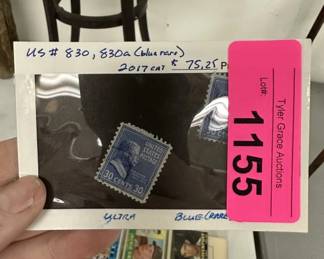 US # 830, 830a (blue rare)
2017 cat $ 75.25
Lot#:
1155
Tyler Grace Auctions
UNITED
STATES
POSTAGE
30 CENTS 30
ULTRA
BLUE (RARE